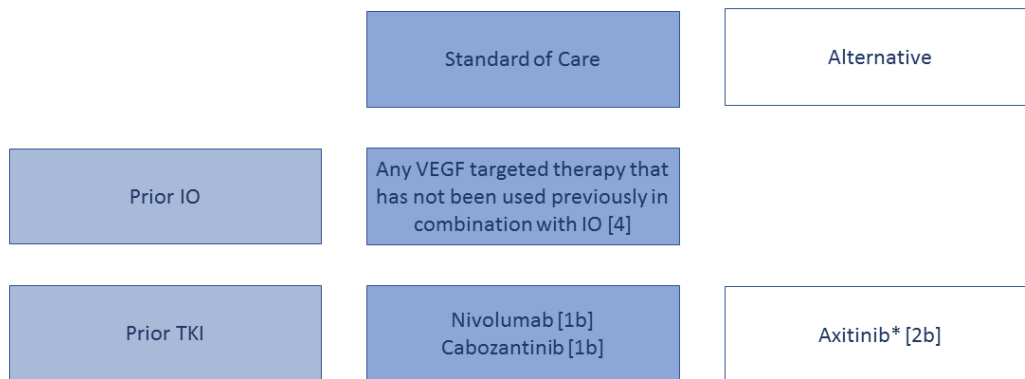 Standard of Care
Alternative
Prior IO
Any VEGF targeted therapy that
has not been used previously in
combination with IO [4]
Prior TKI
Nivolumab [1b]
Cabozantinib [1b]
Axitinib* [2b]